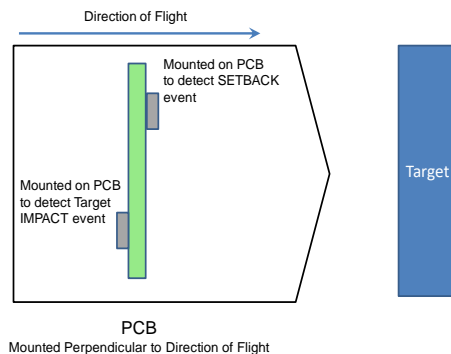 Direction of Flight
Mounted on PCB
to detect SETBACK
event
Target
Mounted on PCB
to detect Target
IMPACT event
PCB
Mounted Perpendicular to Direction of Flight